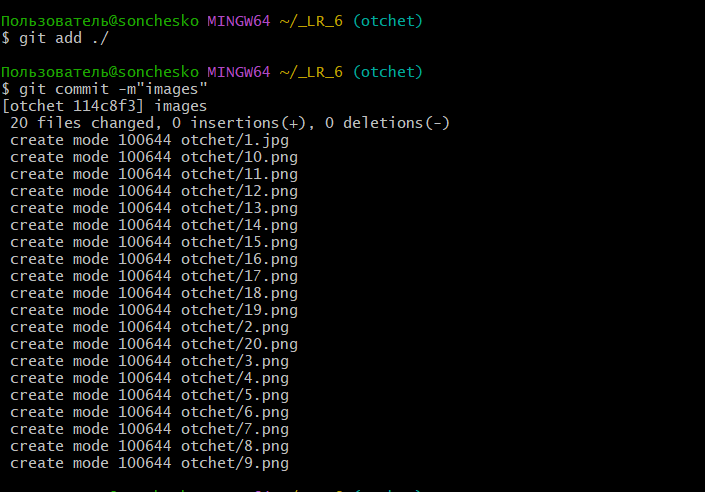 Пользователь@sonchesko MINGW64 ~/_LR_6 (otchet)
$ git add ./
Пользователь@sonchesko MINGW64 ~/_LR_6 (otchet)
$ git commit -m"images"
[otchet 114c8f3] images
20 files changed, 0 insertions(+), 0 deletions(-)
create mode 100644 otchet/1.jpg
create mode 100644 otchet/10.png
create mode 100644 otchet/11.png
create mode 100644 otchet/12.png
create mode 100644 otchet/13.png
create mode 100644 otchet/14.png
create mode 100644 otchet/15.png
create mode 100644 otchet/16.png
create mode 100644 otchet/17.png
create mode 100644 otchet/18.png
create mode 100644 otchet/19.png
create mode 100644 otchet/2.png
create mode 100644 otchet/20.png
create mode 100644 otchet/3.png
create mode 100644 otchet/4.png
create mode 100644 otchet/5.png
create mode 100644 otchet/6.png
create mode 100644 otchet/7.png
create mode 100644 otchet/8.png
create mode 100644 otchet/9.png